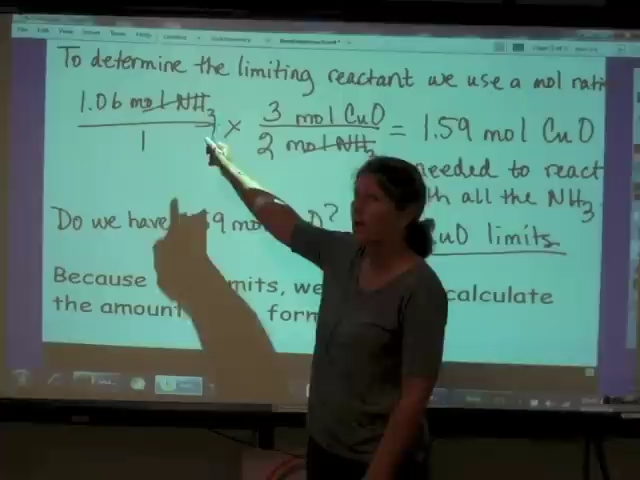 To determine the limiting reactant we use a mol
1.06 mol NH3 × 3 mol CuO = 1.59 mol CuO
1 2 mol NH3
needed to react
all the NH3
Do we have mol ?
CuO limits.
Because limits, we calculate
the amount form